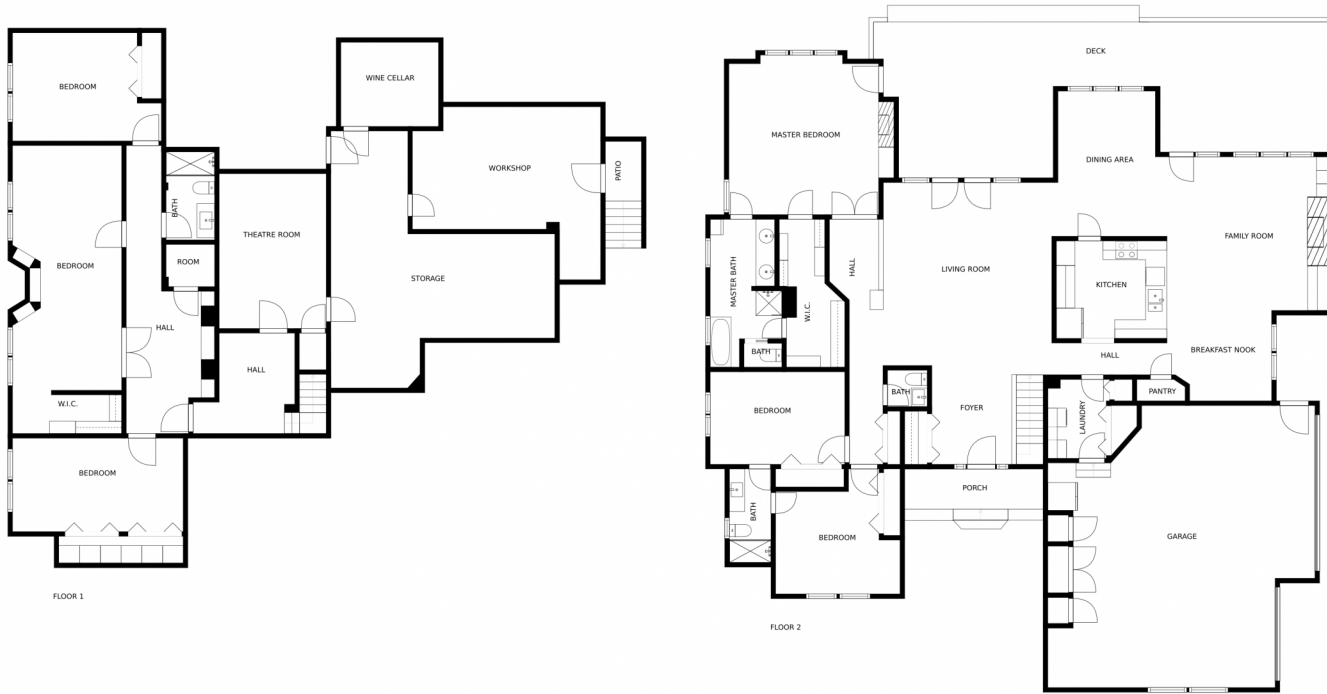 BEDROOM
WINE CELLAR
WORKSHOP
PATIO
BATH
THEATRE ROOM
ROOM
BEDROOM
STORAGE
HALL
HALL
W.I.C.
BEDROOM
FLOOR 1
DECK
MASTER BEDROOM
DINING AREA
FAMILY ROOM
LIVING ROOM
HALL
MASTER BATH
W.I.C.
KITCHEN
BATH
HALL
BREAKFAST NOOK
BATH
PANTRY
BEDROOM
FOYER
LAUNDRY
PORCH
BATH
BEDROOM
GARAGE
FLOOR 2